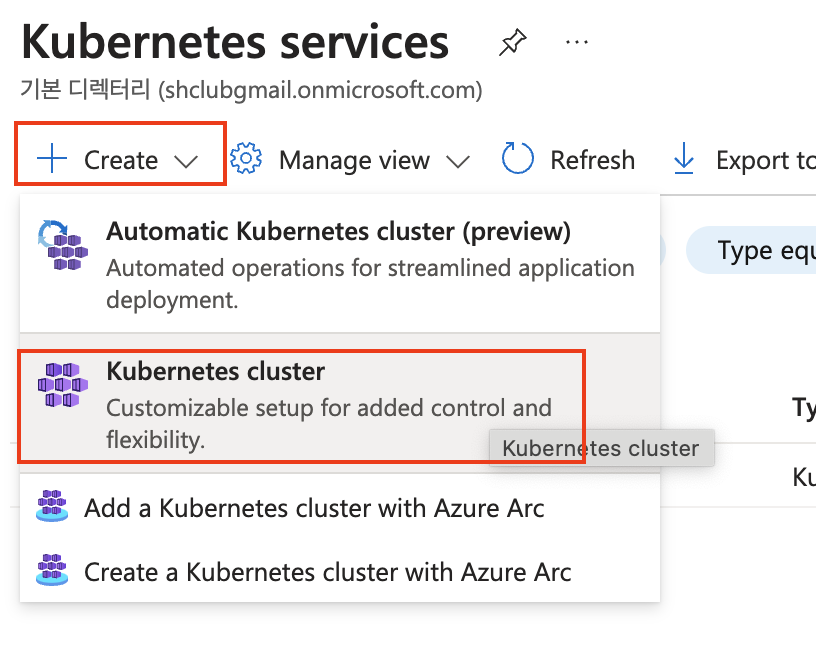 Kubernetes services
...
기본 디렉터리 (shclubgmail.onmicrosoft.com)
Create Manage view Refresh Export to
Automatic Kubernetes cluster (preview)
Automated operations for streamlined application
deployment.
Type equ
Kubernetes cluster
Customizable setup for added control and
flexibility.
Ty
Kubernetes cluster
Ku
Add a Kubernetes cluster with Azure Arc
Create a Kubernetes cluster with Azure Arc